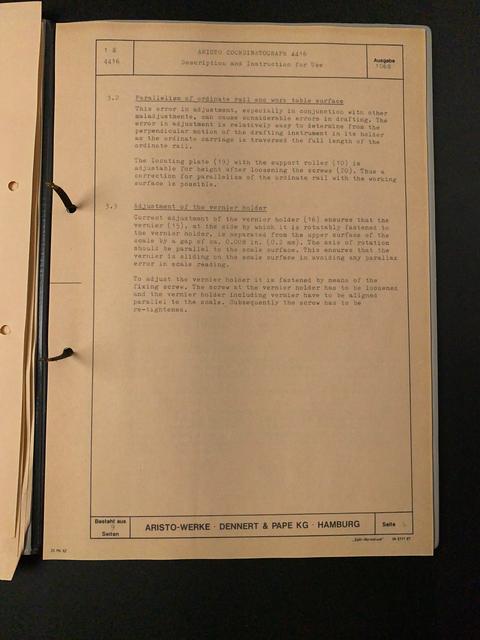 1 E
4416
ARISTO COORDINATOGRAPH 4416
Description and Instruction for Use
Ausgabe
1068
3.2 Parallelism of ordinate rail and work table surface
This error in adjustment, especially in conjunction with other
maladjustments, can cause considerable errors in drafting. The
error in adjustment is relatively easy to determine from the
perpendicular motion of the drafting instrument in its holder
as the ordinate carriage is traversed the full length of the
ordinate rail.
The locating plate (19) with the support roller (10) is
adjustable for height after loosening the screws (20). Thus a
correction for parallelism of the ordinate rail with the working
surface is possible.
3.3 Adjustment of the vernier holder
Correct adjustment of the vernier holder (16) ensures that the
vernier (15), at the side by which it is rotatably fastened to
the vernier holder, is separated from the upper surface of the
scale by a gap of ca. 0.008 in. (0.2 mm). The axis of rotation
should be parallel to the scale surface. This ensures that the
vernier is sliding on the scale surface in avoiding any parallax
error in scale reading.
To adjust the vernier holder it is fastened by means of the
fixing screw. The screw at the vernier holder has to be loosened
and the vernier holder including vernier have to be aligned
parallel to the scale. Subsequently the screw has to be
re-tightened.
Besteht aus
9
Seiten
ARISTO-WERKE · DENNERT & PAPE KG · HAMBURG
Seite